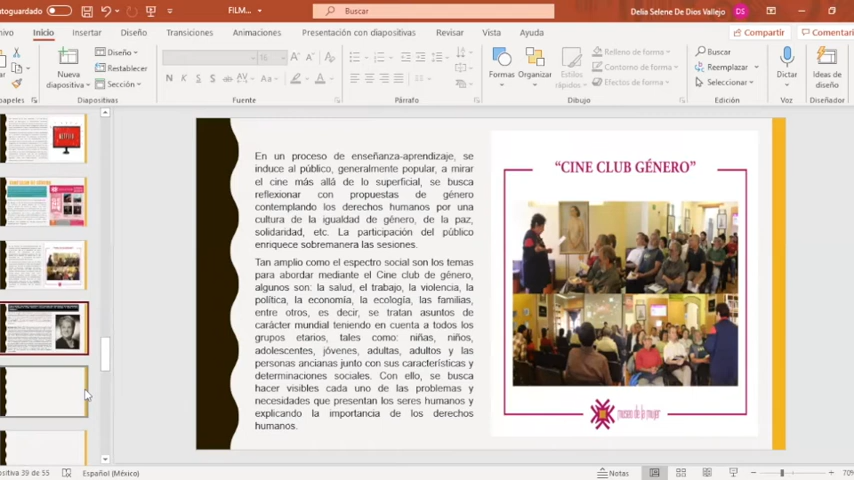 utoguardado
FILM...
Buscar
Delia Selene De Dios Vallejo
DS
Inicio
Insertar
Diseño
Transiciones
Animaciones
Presentación con diapositivas
Revisar
Vista
Ayuda
Compartir
Comentari
Nueva
diapositiva
Diseño
Restablecer
Sección
N K S
Aa
Formas
Organizar
Estilos
rápidos
Relleno de forma
Contorno de forma
Efectos de forma
Buscar
Reemplazar
Seleccionar
Dictar
Ideas de
diseño
apeles
Diapositivas
Fuente
Párrafo
Dibujo
Edición
Voz
Diseñador
En un proceso de enseñanza-aprendizaje, se
induce al público, generalmente popular, a mirar
el cine más allá de lo superficial, se busca
reflexionar con propuestas de género
contemplando los derechos humanos por una
cultura de la igualdad de género, de la paz,
solidaridad, etc. La participación del público
enriquece sobremanera las sesiones.
Tan amplio como el espectro social son los temas
para abordar mediante el Cine club de género,
algunos son: la salud, el trabajo, la violencia, la
política, la economía, la ecología, las familias,
entre otros, es decir, se tratan asuntos de
carácter mundial teniendo en cuenta a todos los
grupos etarios, tales como: niñas, niños,
adolescentes, jóvenes, adultas, adultos y las
personas ancianas junto con sus características y
determinaciones sociales. Con ello, se busca
hacer visibles cada uno de las problemas y
necesidades que presentan los seres humanos y
explicando la importancia de los derechos
humanos.
“CINE CLUB GÉNERO”
museo de la mujer
NETFLIX
ositiva 39 de 55
Español (México)
Notas
70%